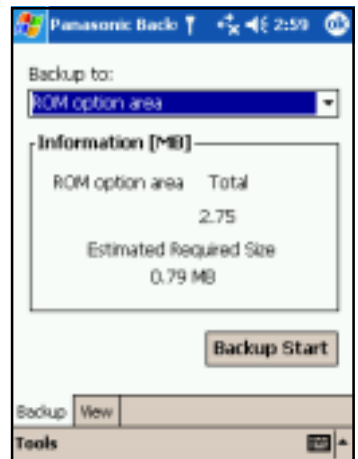 Panasonic Back 2:59 ok
Backup to:
ROM option area
Information [MB]
ROM option area Total
2.75
Estimated Required Size
0.79 MB
Backup Start
Backup View
Tools